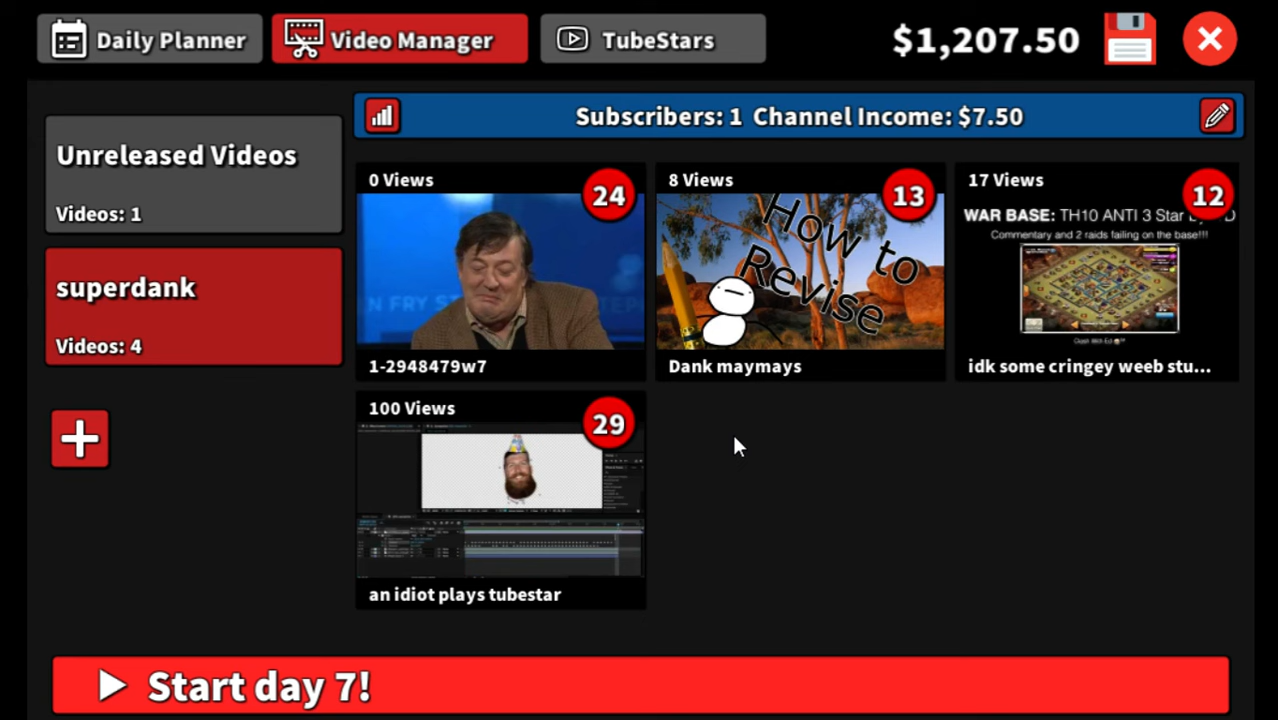 Daily Planner
Video Manager
TubeStars
$1,207.50
Subscribers: 1 Channel Income: $7.50
Unreleased Videos
Videos: 1
superdank
Videos: 4
0 Views
24
1-2948479w7
8 Views
13
How to
Revise
Dank maymays
17 Views
12
WAR BASE: TH10 ANTI 3 Star
Commentary and 2 raids failing on the base!!!
idk some cringey weeb stu...
100 Views
29
an idiot plays tubestar
Start day 7!